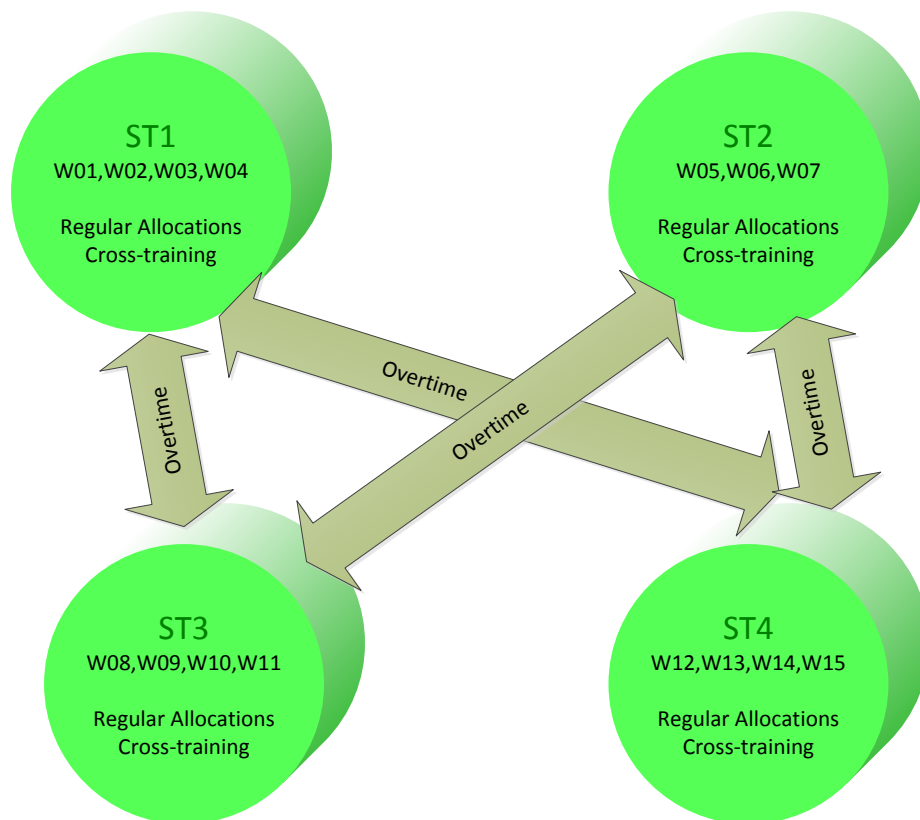 ST1
W01,W02,W03,W04
Regular Allocations
Cross-training
ST2
W05,W06,W07
Regular Allocations
Cross-training
Overtime
Overtime
Overtime
Overtime
ST3
W08,W09,W10,W11
Regular Allocations
Cross-training
ST4
W12,W13,W14,W15
Regular Allocations
Cross-training